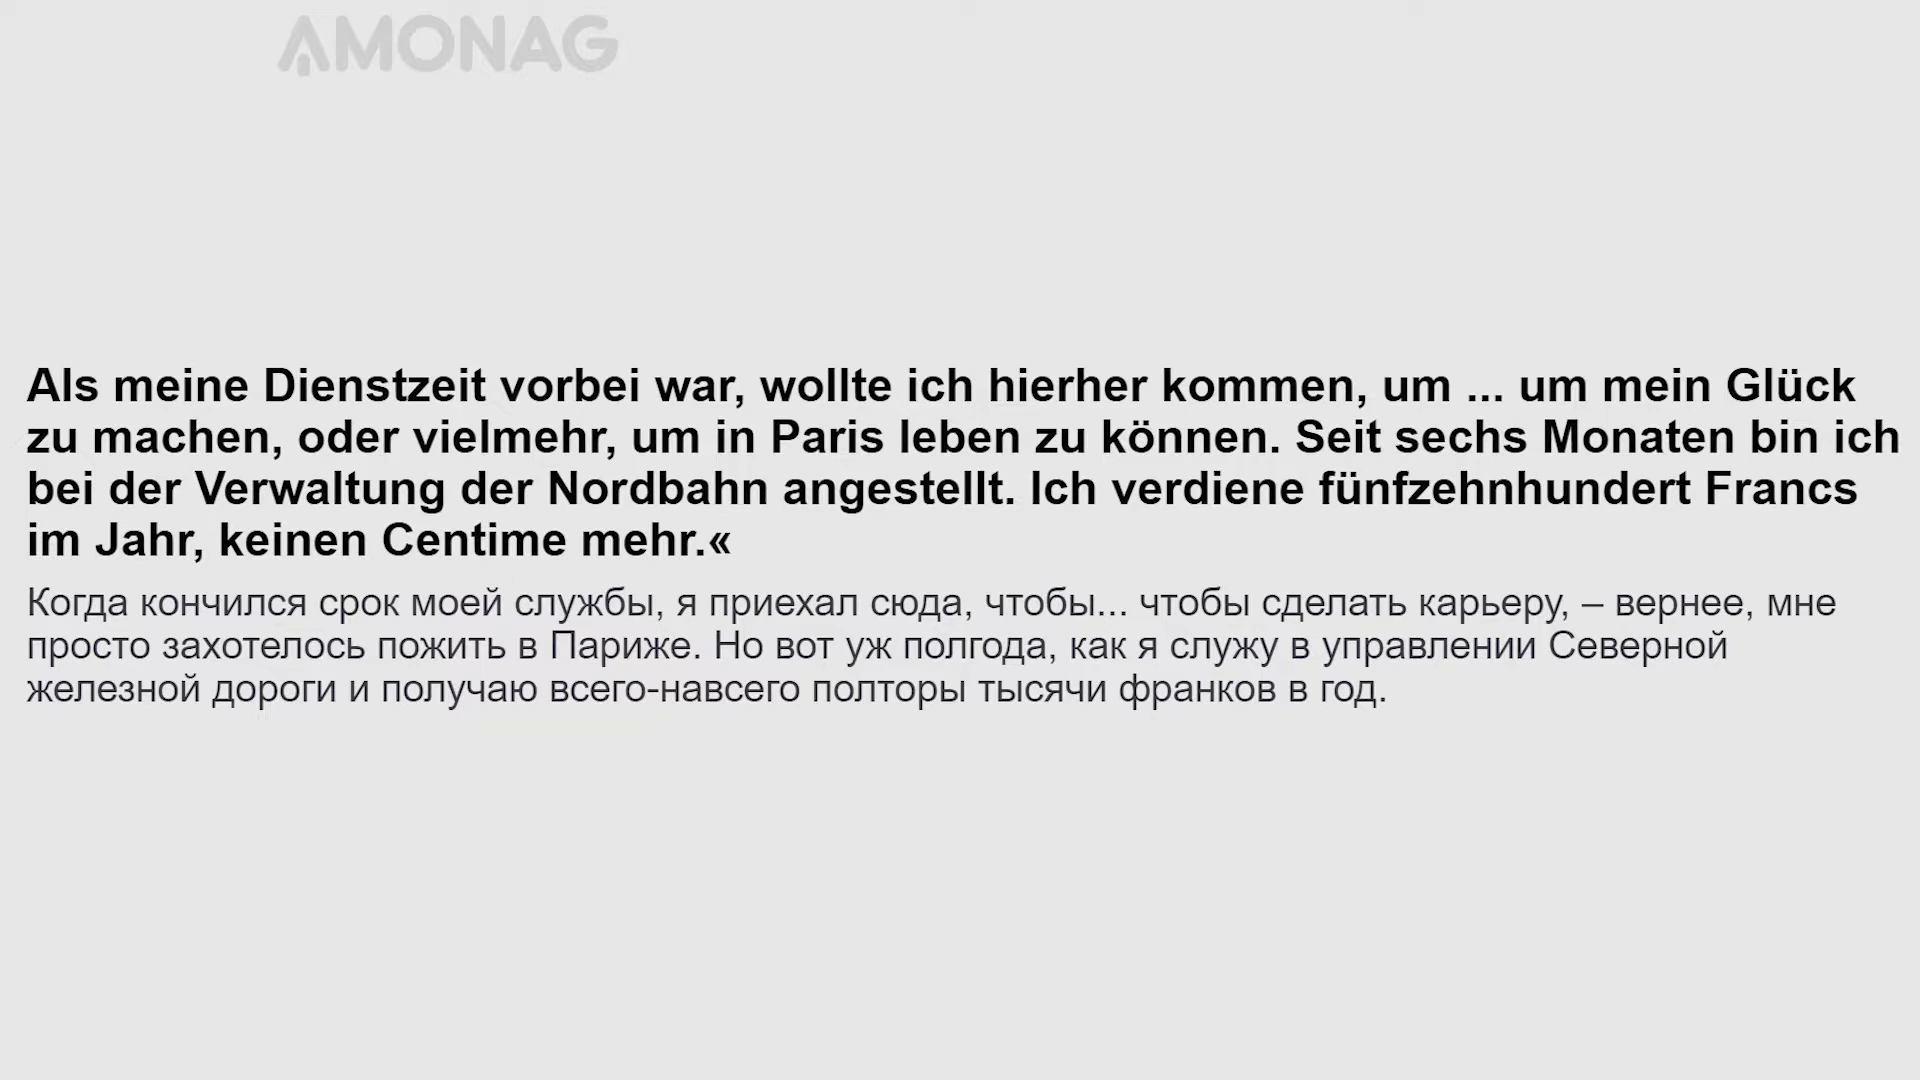 AMONAG
Als meine Dienstzeit vorbei war, wollte ich hierher kommen, um ... um mein Glück
zu machen, oder vielmehr, um in Paris leben zu können. Seit sechs Monaten bin ich
bei der Verwaltung der Nordbahn angestellt. Ich verdiene fünfzehnhundert Francs
im Jahr, keinen Centime mehr.«
Когда кончился срок моей службы, я приехал сюда, чтобы... чтобы сделать карьеру, – вернее, мне
просто захотелось пожить в Париже. Но вот уж полгода, как я служу в управлении Северной
железной дороги и получаю всего-навсего полторы тысячи франков в год.